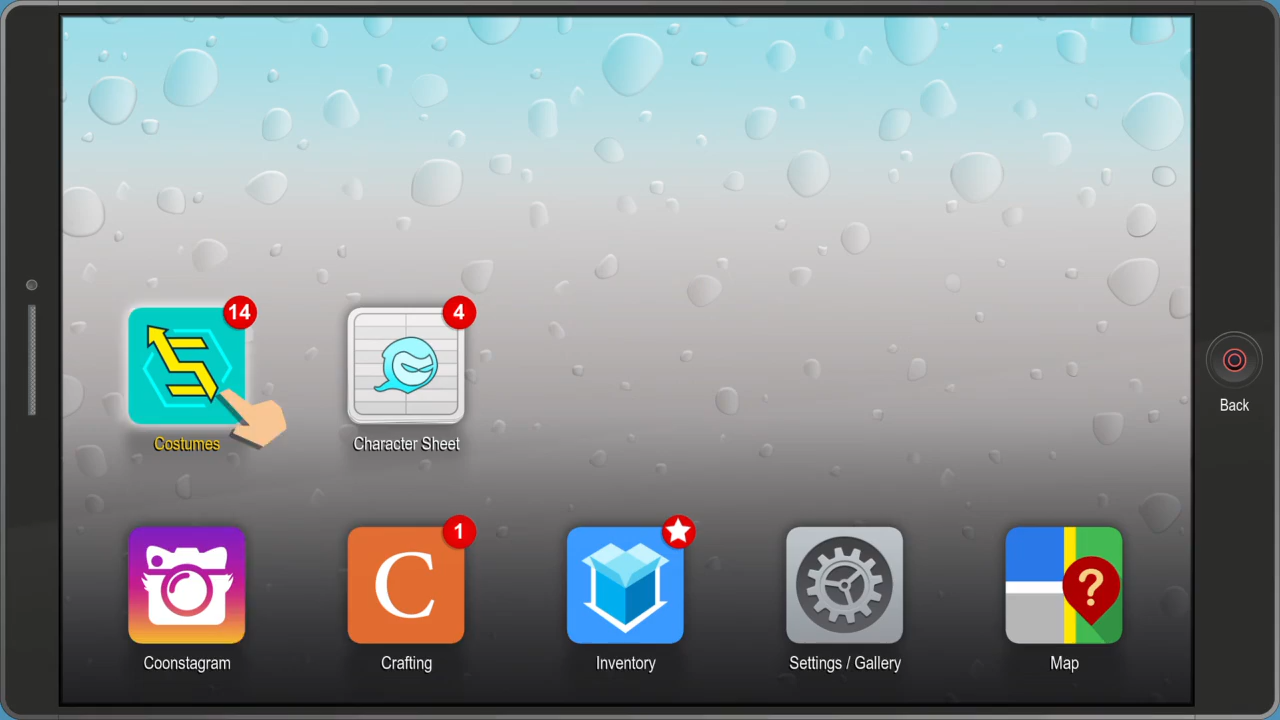 14
4
Costumes
Character Sheet
Back
1
C
?
Coonstagram
Crafting
Inventory
Settings / Gallery
Map